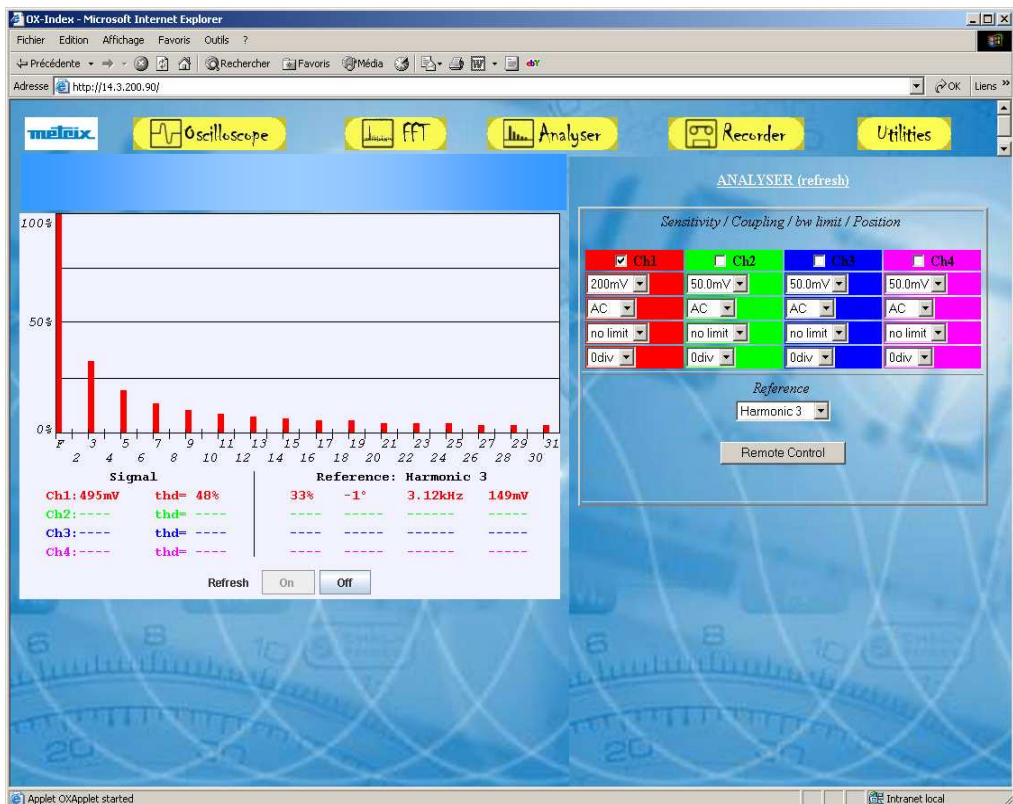 OX-Index - Microsoft Internet Explorer
Fichier Edition Affichage Favoris Outils ?
Précédente Rechercher Favoris Média
Adresse http://14.3.200.90/ OK Liens »
metrix Oscilloscope FFT Analyser Recorder Utilities
ANALYSER (refresh)
Sensitivity / Coupling / bw limit / Position
Ch1 Ch2 Ch3 Ch4
200mV 50.0mV 50.0mV 50.0mV
AC AC AC AC
no limit no limit no limit no limit
0div 0div 0div 0div
Reference
Harmonic 3
Remote Control
100%
50%
0%
F 3 5 7 9 11 13 15 17 19 21 23 25 27 29 31
2 4 6 8 10 12 14 16 18 20 22 24 26 28 30
Signal Reference: Harmonic 3
Ch1:495mV thd= 48% 33% -1° 3.12kHz 149mV
Ch2:---- thd= ---- ---- ----- ------ -----
Ch3:---- thd= ---- ---- ----- ------ -----
Ch4:---- thd= ---- ---- ----- ------ -----
Refresh On Off
Applet OXApplet started Intranet local